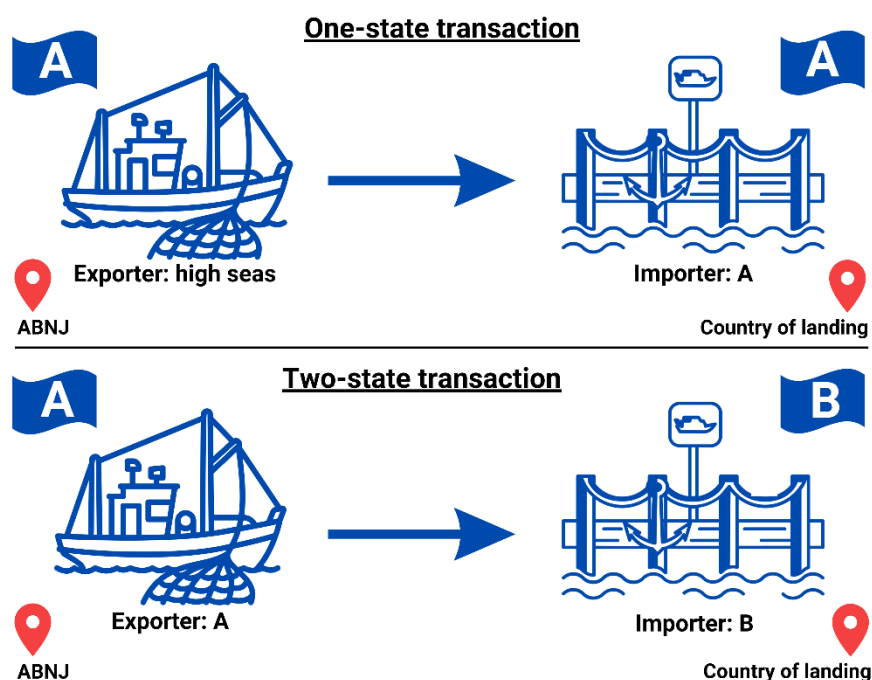 One-state transaction
A
A
Exporter: high seas
Importer: A
ABNJ
Country of landing
Two-state transaction
A
B
Exporter: A
Importer: B
ABNJ
Country of landing